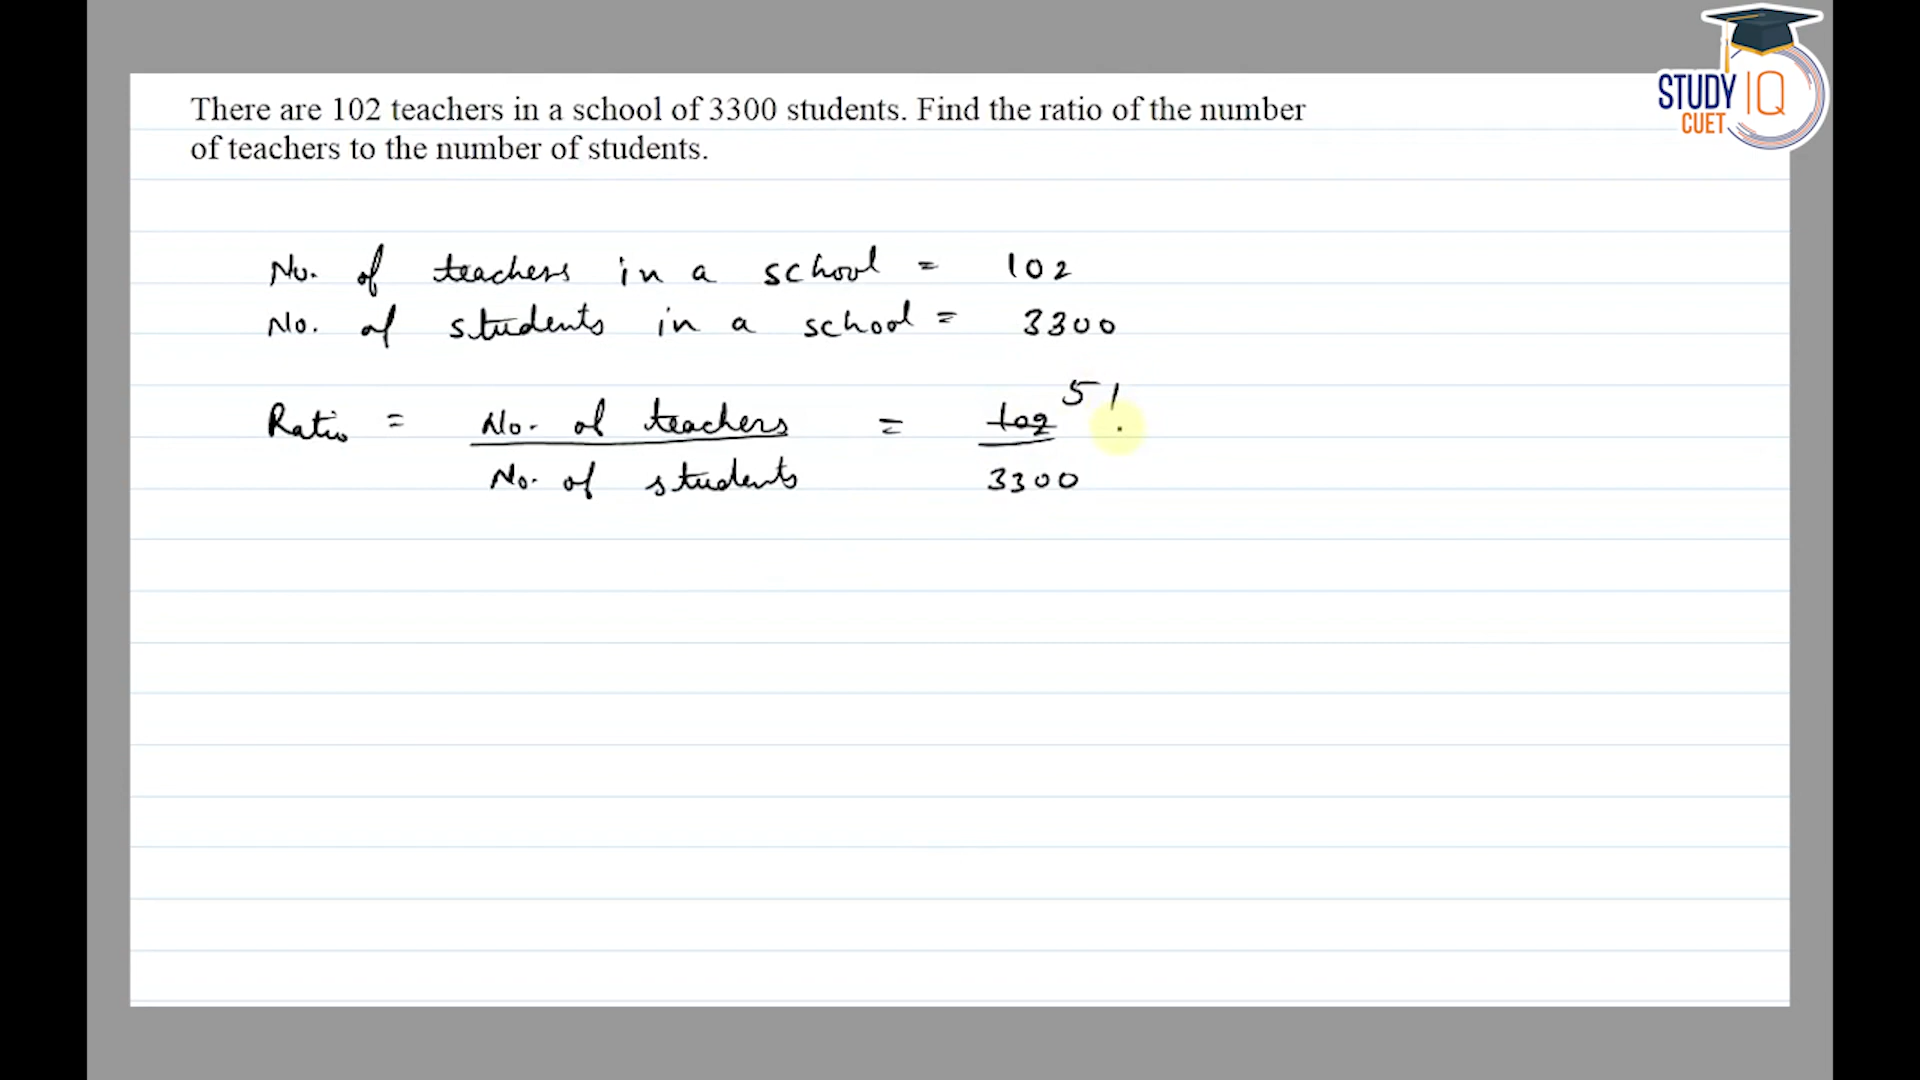 STUDY IQ
CUET
There are 102 teachers in a school of 3300 students. Find the ratio of the number
of teachers to the number of students.
No. of teachers in a school = 102
No. of students in a school = 3300
51
Ratio = No. of teachers = 102
No. of students 3300